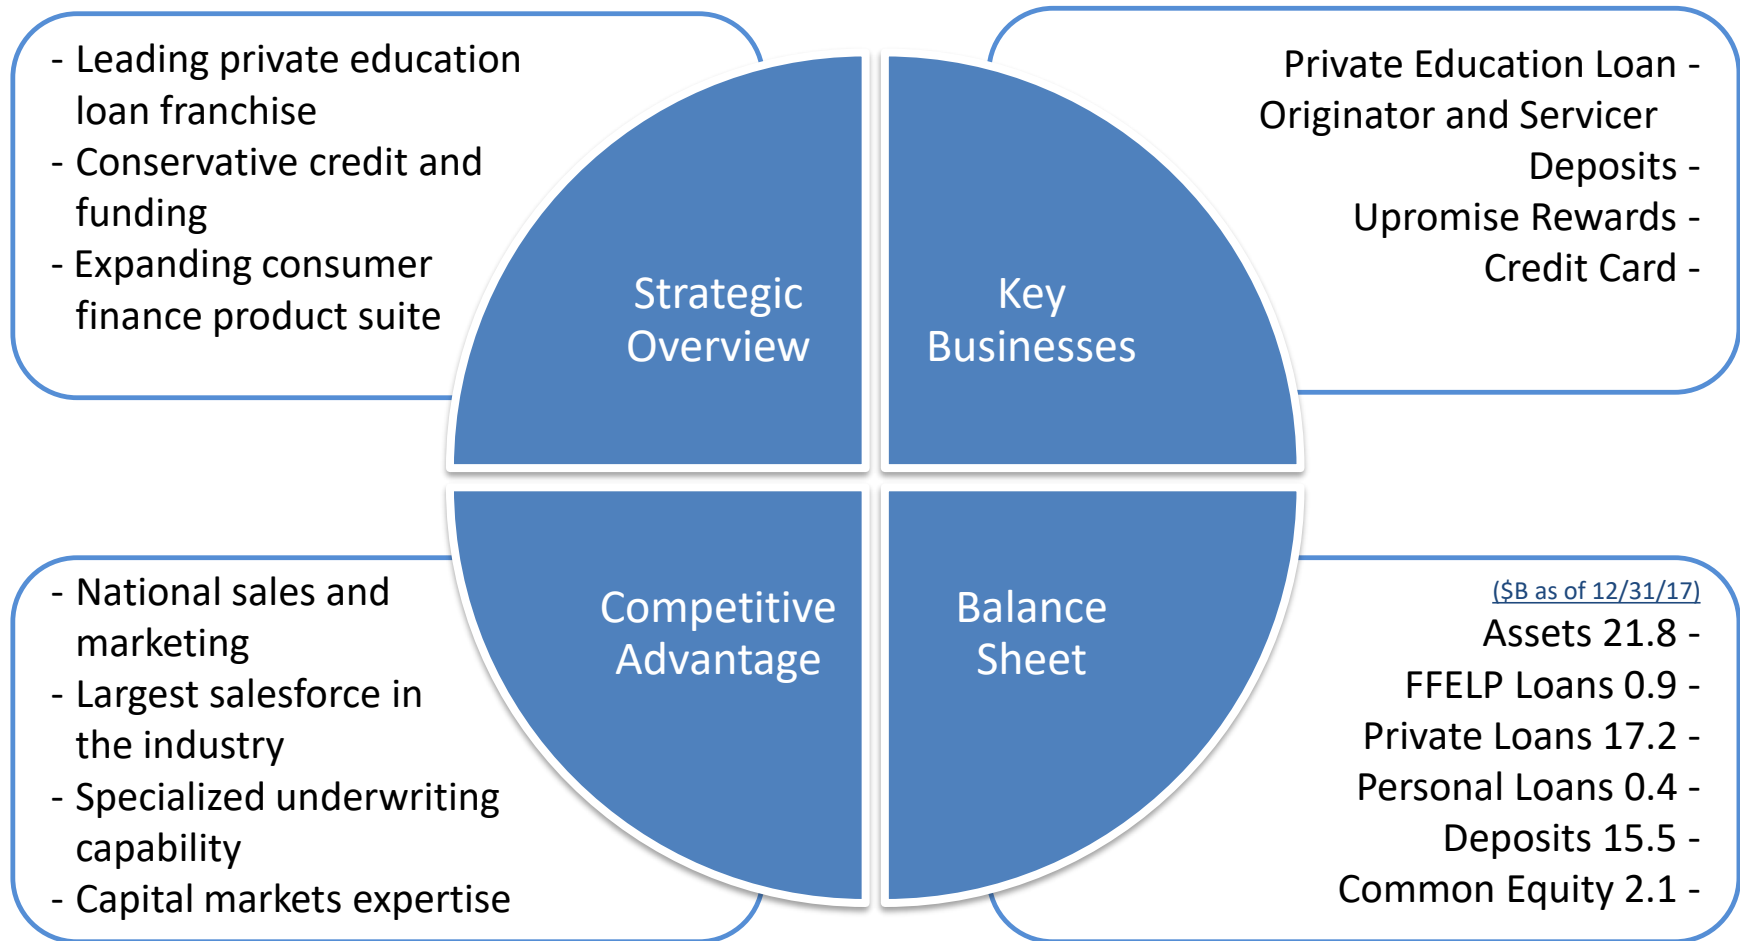 - Leading private education
loan franchise
- Conservative credit and
funding
- Expanding consumer
finance product suite
Strategic
Overview
Key
Businesses
Private Education Loan -
Originator and Servicer
Deposits -
Upromise Rewards -
Credit Card -
- National sales and
marketing
- Largest salesforce in
the industry
- Specialized underwriting
capability
- Capital markets expertise
Competitive
Advantage
Balance
Sheet
($B as of 12/31/17)
Assets 21.8 -
FFELP Loans 0.9 -
Private Loans 17.2 -
Personal Loans 0.4 -
Deposits 15.5 -
Common Equity 2.1 -